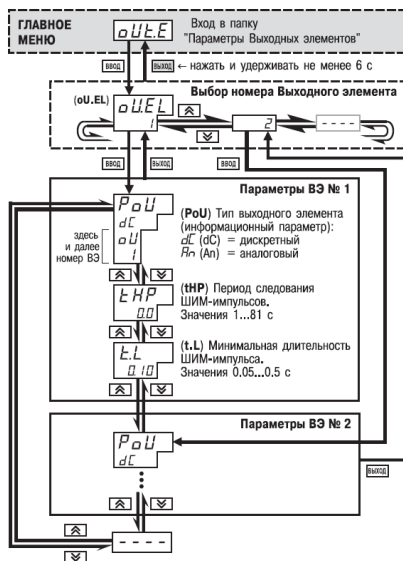 ГЛАВНОЕ
МЕНЮ
oUt.E
Вход в папку
"Параметры Выходных элементов"
ввод
выход
← нажать и удерживать не менее 6 с
Выбор номера Выходного элемента
(oU.EL)
oU.EL
1
2
- - - -
ввод
выход
ввод
Параметры ВЭ № 1
PoU
dC
oU
1
здесь
и далее
номер ВЭ
(PoU) Тип выходного элемента
(информационный параметр):
dC (dC) = дискретный
An (An) = аналоговый
tHP
0.0
(tHP) Период следования
ШИМ-импульсов.
Значения 1...81 с
t.L
0.10
(t.L) Минимальная длительность
ШИМ-импульса.
Значения 0.05...0.5 с
Параметры ВЭ № 2
PoU
dC
выход
- - - -